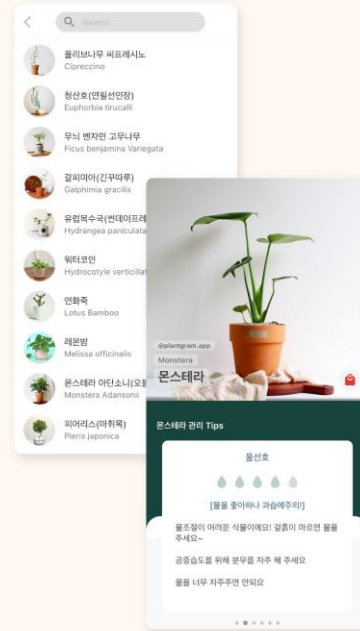 Search
올리브나무 씨프레시노
Cipreccino
청산호(연필선인장)
Euphorbia tirucalli
무늬 벤자민 고무나무
Ficus benjamina Variegata
갈피미아(긴꾸따루)
Galphimia gracilis
유럽목수국(썬데이프레
Hydrangea paniculata
워터코인
Hydrocotyle verticillat
연화죽
Lotus Bamboo
레몬밤
Melissa officinalis
몬스테라 아단소니(오블
Monstera Adansonii
피어리스(마취목)
Pieris japonica
@plantgram.app
Monstera
몬스테라
몬스테라 관리 Tips
물선호
[물을 좋아하나 과습에주의!]
물조절이 어려운 식물이에요! 겉흙이 마르면 물을
주세요~
공중습도를 위해 분무를 자주 해 주세요
물을 너무 자주주면 안되요